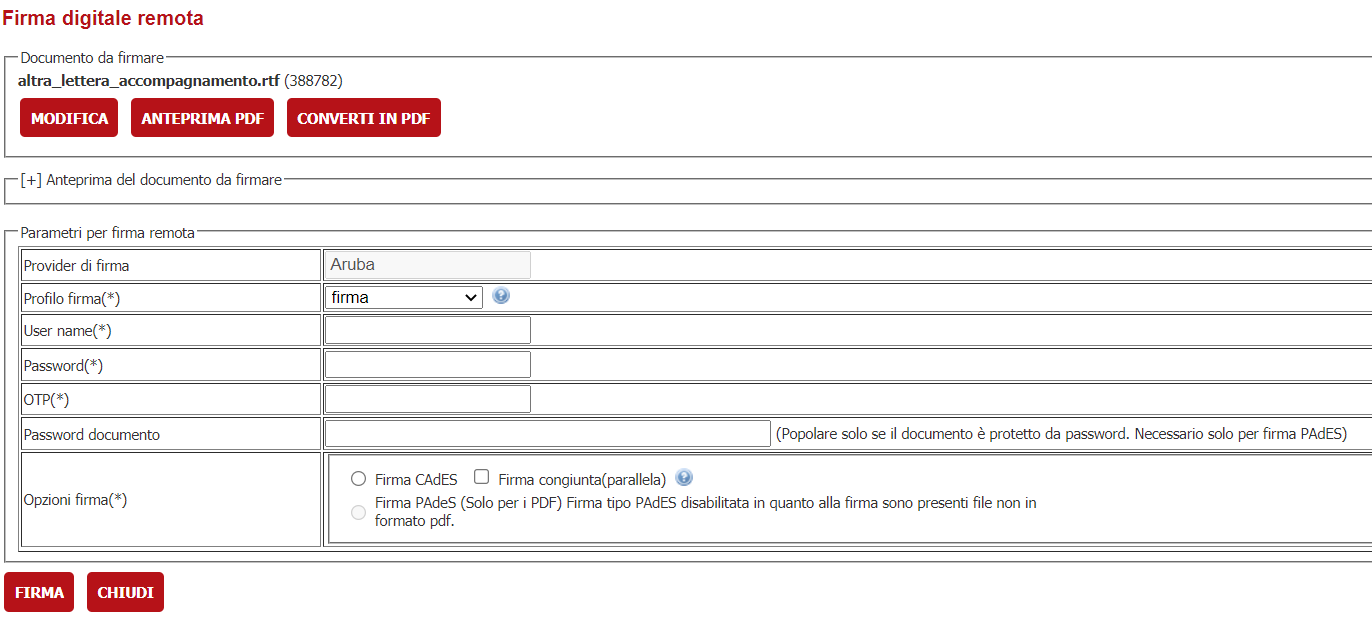 Firma digitale remota
Documento da firmare
altra_lettera_accompagnamento.rtf (388782)
MODIFICA ANTEPRIMA PDF CONVERTI IN PDF
[+] Anteprima del documento da firmare
Parametri per firma remota
Provider di firma Aruba
Profilo firma(*) firma ?
User name(*)
Password(*)
OTP(*)
Password documento (Popolare solo se il documento è protetto da password. Necessario solo per firma PAdES)
Opzioni firma(*)
Firma CAdES Firma congiunta(parallela) ?
Firma PAdeS (Solo per i PDF) Firma tipo PAdES disabilitata in quanto alla firma sono presenti file non in
formato pdf.
FIRMA CHIUDI